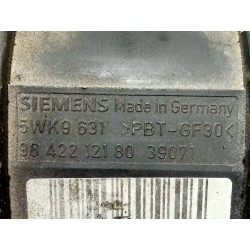 SIEMENS Made in Germany
5WK9 631 >PBT-GF30<
96 422 121 80 39071